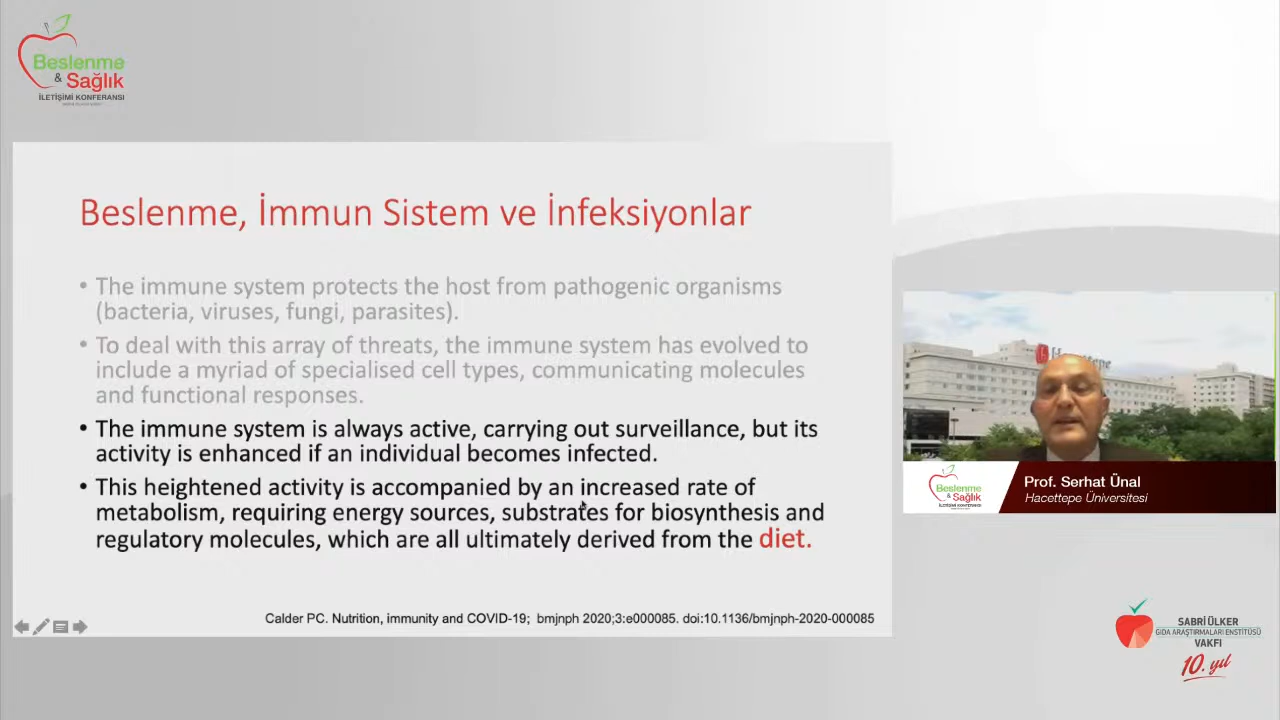 Beslenme
& Sağlık
İLETİŞİMİ KONFERANSI
Beslenme, İmmun Sistem ve İnfeksiyonlar
• The immune system protects the host from pathogenic organisms
(bacteria, viruses, fungi, parasites).
• To deal with this array of threats, the immune system has evolved to
include a myriad of specialised cell types, communicating molecules
and functional responses.
• The immune system is always active, carrying out surveillance, but its
activity is enhanced if an individual becomes infected.
• This heightened activity is accompanied by an increased rate of
metabolism, requiring energy sources, substrates for biosynthesis and
regulatory molecules, which are all ultimately derived from the diet.
Calder PC. Nutrition, immunity and COVID-19; bmjnph 2020;3:e000085. doi:10.1136/bmjnph-2020-000085
Beslenme
& Sağlık
İLETİŞİMİ KONFERANSI
Prof. Serhat Ünal
Hacettepe Üniversitesi
SABRİ ÜLKER
GIDA ARAŞTIRMALARI ENSTİTÜSÜ
VAKFI
10. yıl